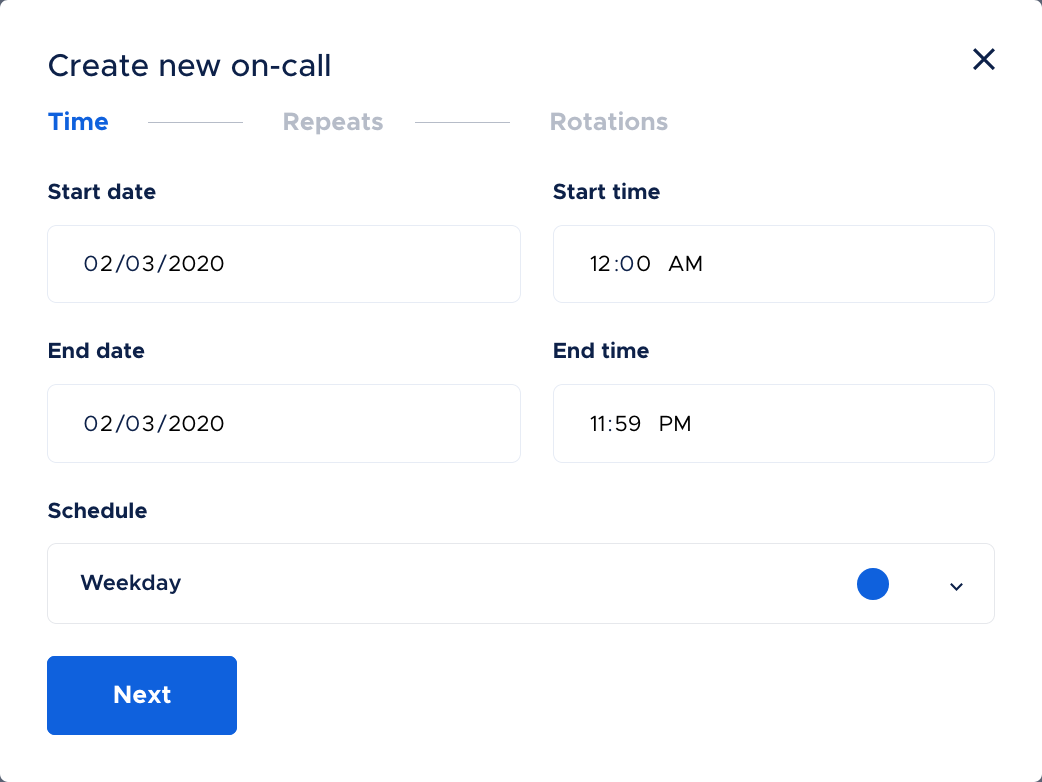 Create new on-call
Time Repeats Rotations
Start date Start time
02/03/2020 12:00 AM
End date End time
02/03/2020 11:59 PM
Schedule
Weekday
Next